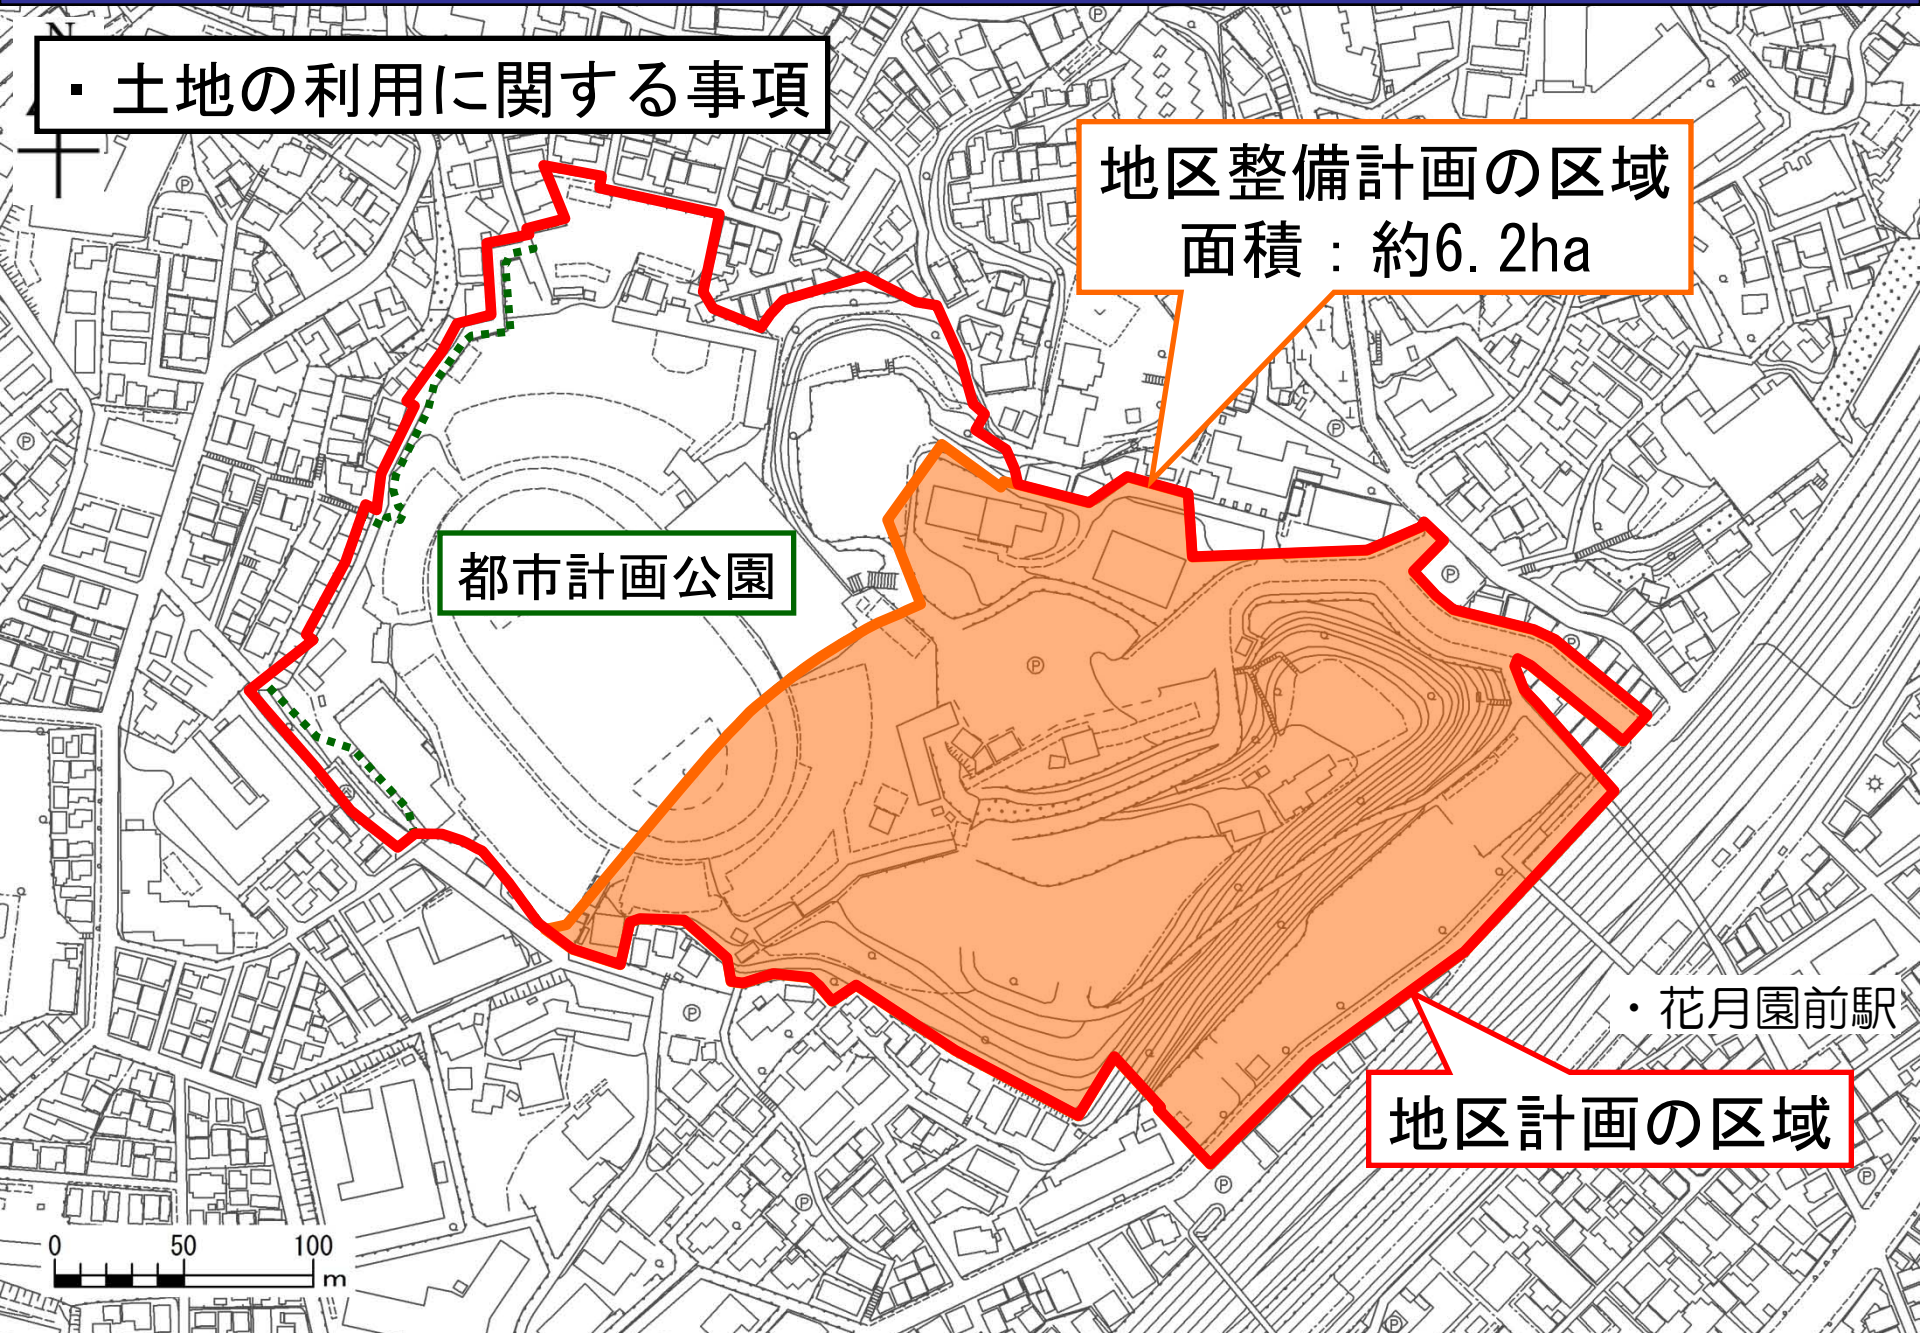 N
・土地の利用に関する事項
地区整備計画の区域
面積：約6.2ha
都市計画公園
・花月園前駅
地区計画の区域
0 50 100
m